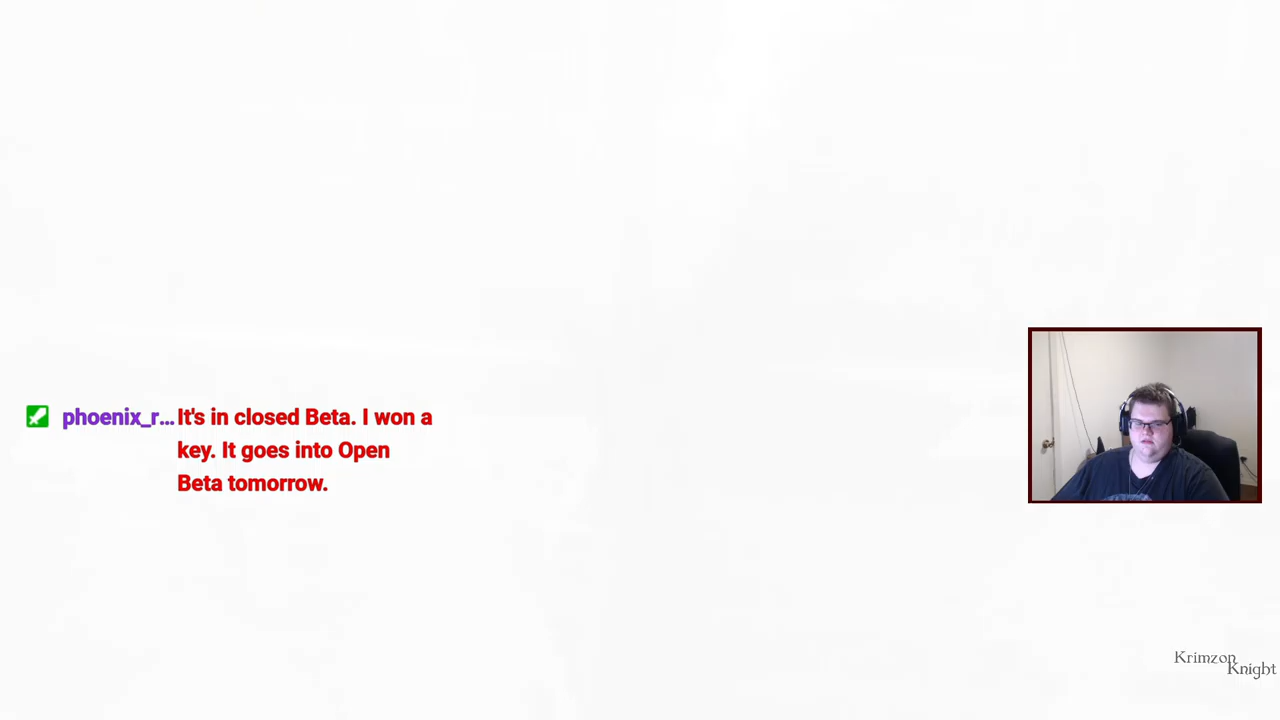 phoenix_r... It's in closed Beta. I won a
key. It goes into Open
Beta tomorrow.
Krimzon
Knight